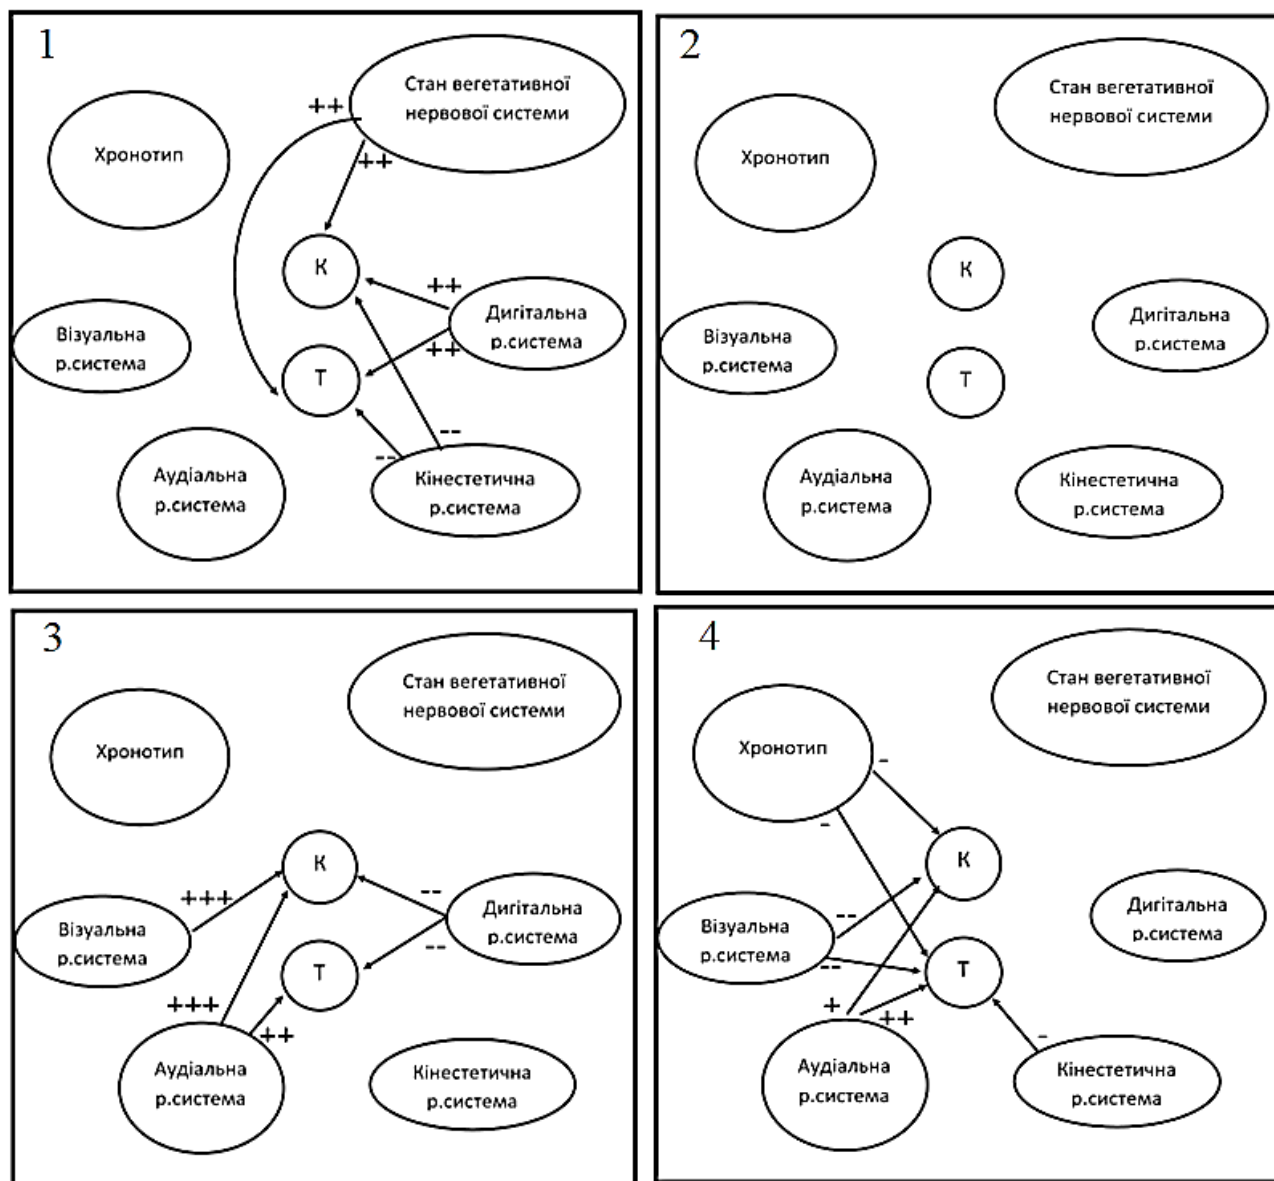 1
Стан вегетативної
нервової системи
++
Хронотип
++
К
++
Дигітальна
р.система
Візуальна
р.система
++
Т
--
--
Аудіальна
р.система
Кінестетична
р.система
2
Стан вегетативної
нервової системи
Хронотип
К
Дигітальна
р.система
Візуальна
р.система
Т
Аудіальна
р.система
Кінестетична
р.система
3
Стан вегетативної
нервової системи
Хронотип
К
+++
--
Дигітальна
р.система
Візуальна
р.система
--
Т
+++
++
Аудіальна
р.система
Кінестетична
р.система
4
Стан вегетативної
нервової системи
Хронотип
-
-
К
Дигітальна
р.система
--
Візуальна
р.система
--
Т
+
++
-
Аудіальна
р.система
Кінестетична
р.система